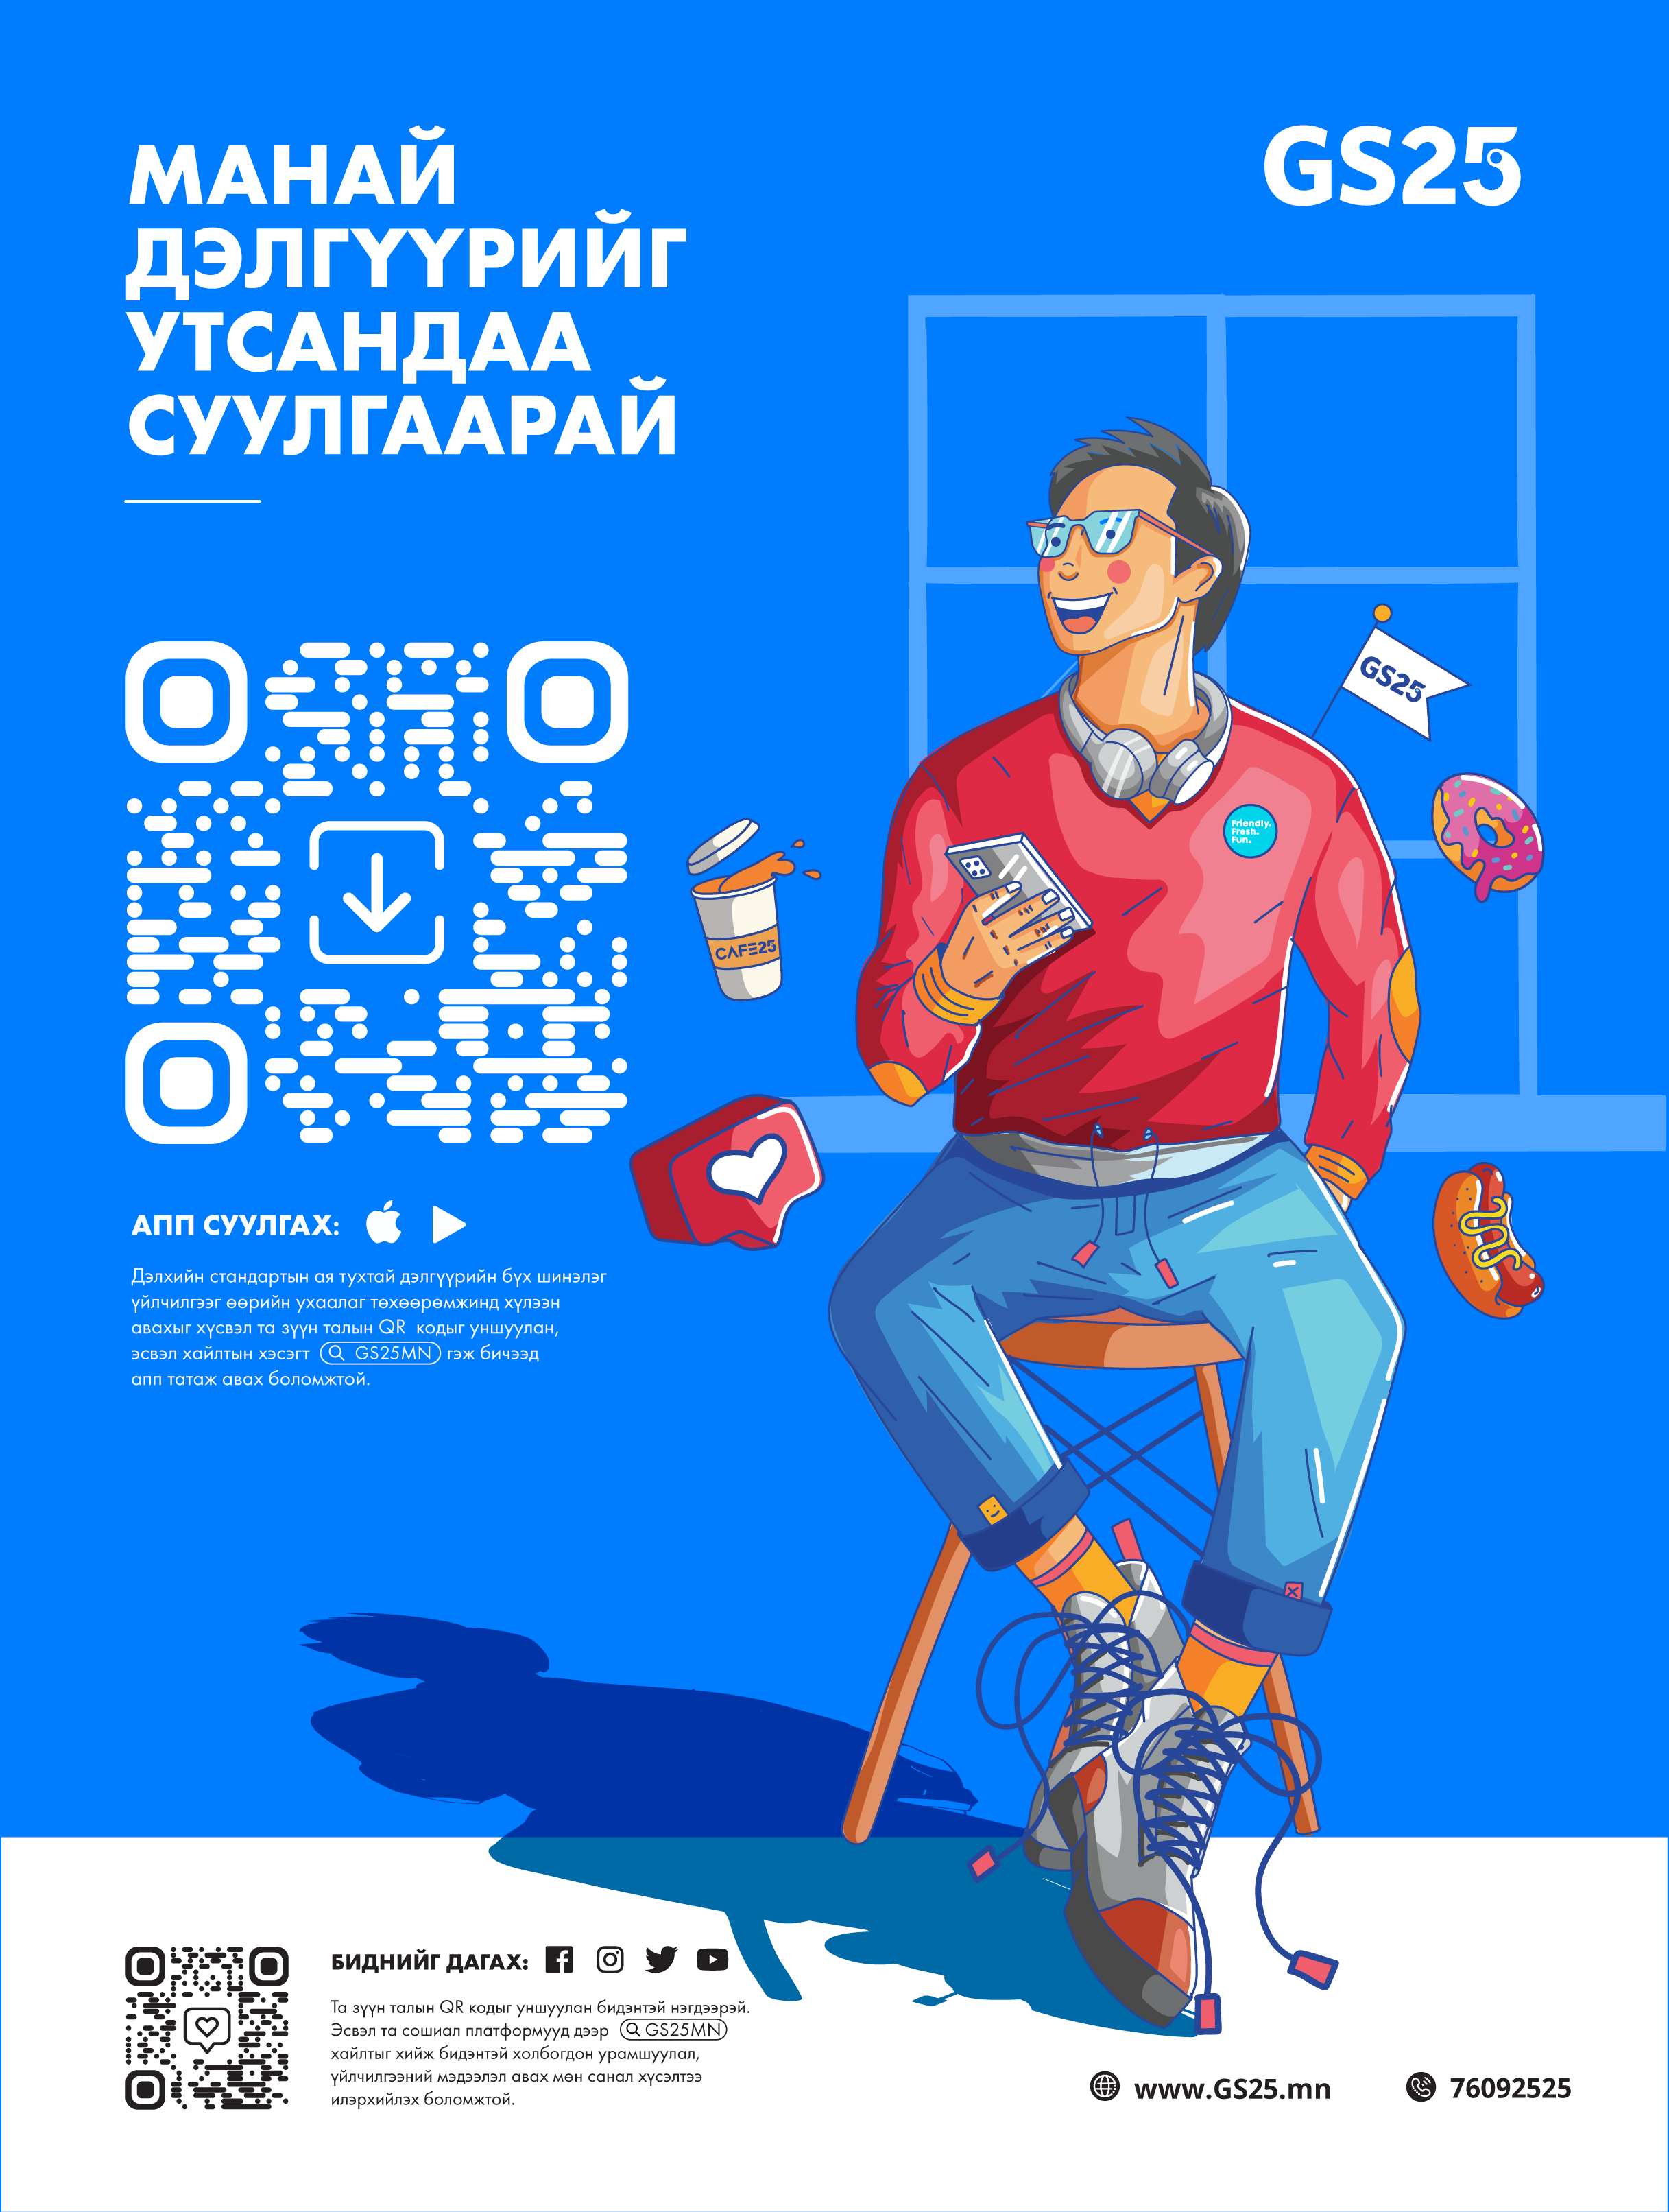 МАНАЙ
ДЭЛГҮҮРИЙГ
УТСАНДАА
СУУЛГААРАЙ
GS25
GS25
Friendly.
Fresh.
Fun.
CAFE25
АПП СУУЛГАХ:
Дэлхийн стандартын ая тухтай дэлгүүрийн бүх шинэлэг
үйлчилгээг өөрийн ухаалаг төхөөрөмжинд хүлээн
авахыг хүсвэл та зүүн талын QR кодыг уншуулан,
эсвэл хайлтын хэсэгт GS25MN гэж бичээд
апп татаж авах боломжтой.
БИДНИЙГ ДАГАХ:
Та зүүн талын QR кодыг уншуулан бидэнтэй нэгдээрэй.
Эсвэл та сошиал платформууд дээр GS25MN
хайлтыг хийж бидэнтэй холбогдон урамшуулал,
үйлчилгээний мэдээлэл авах мөн санал хүсэлтээ
илэрхийлэх боломжтой.
www.GS25.mn
76092525